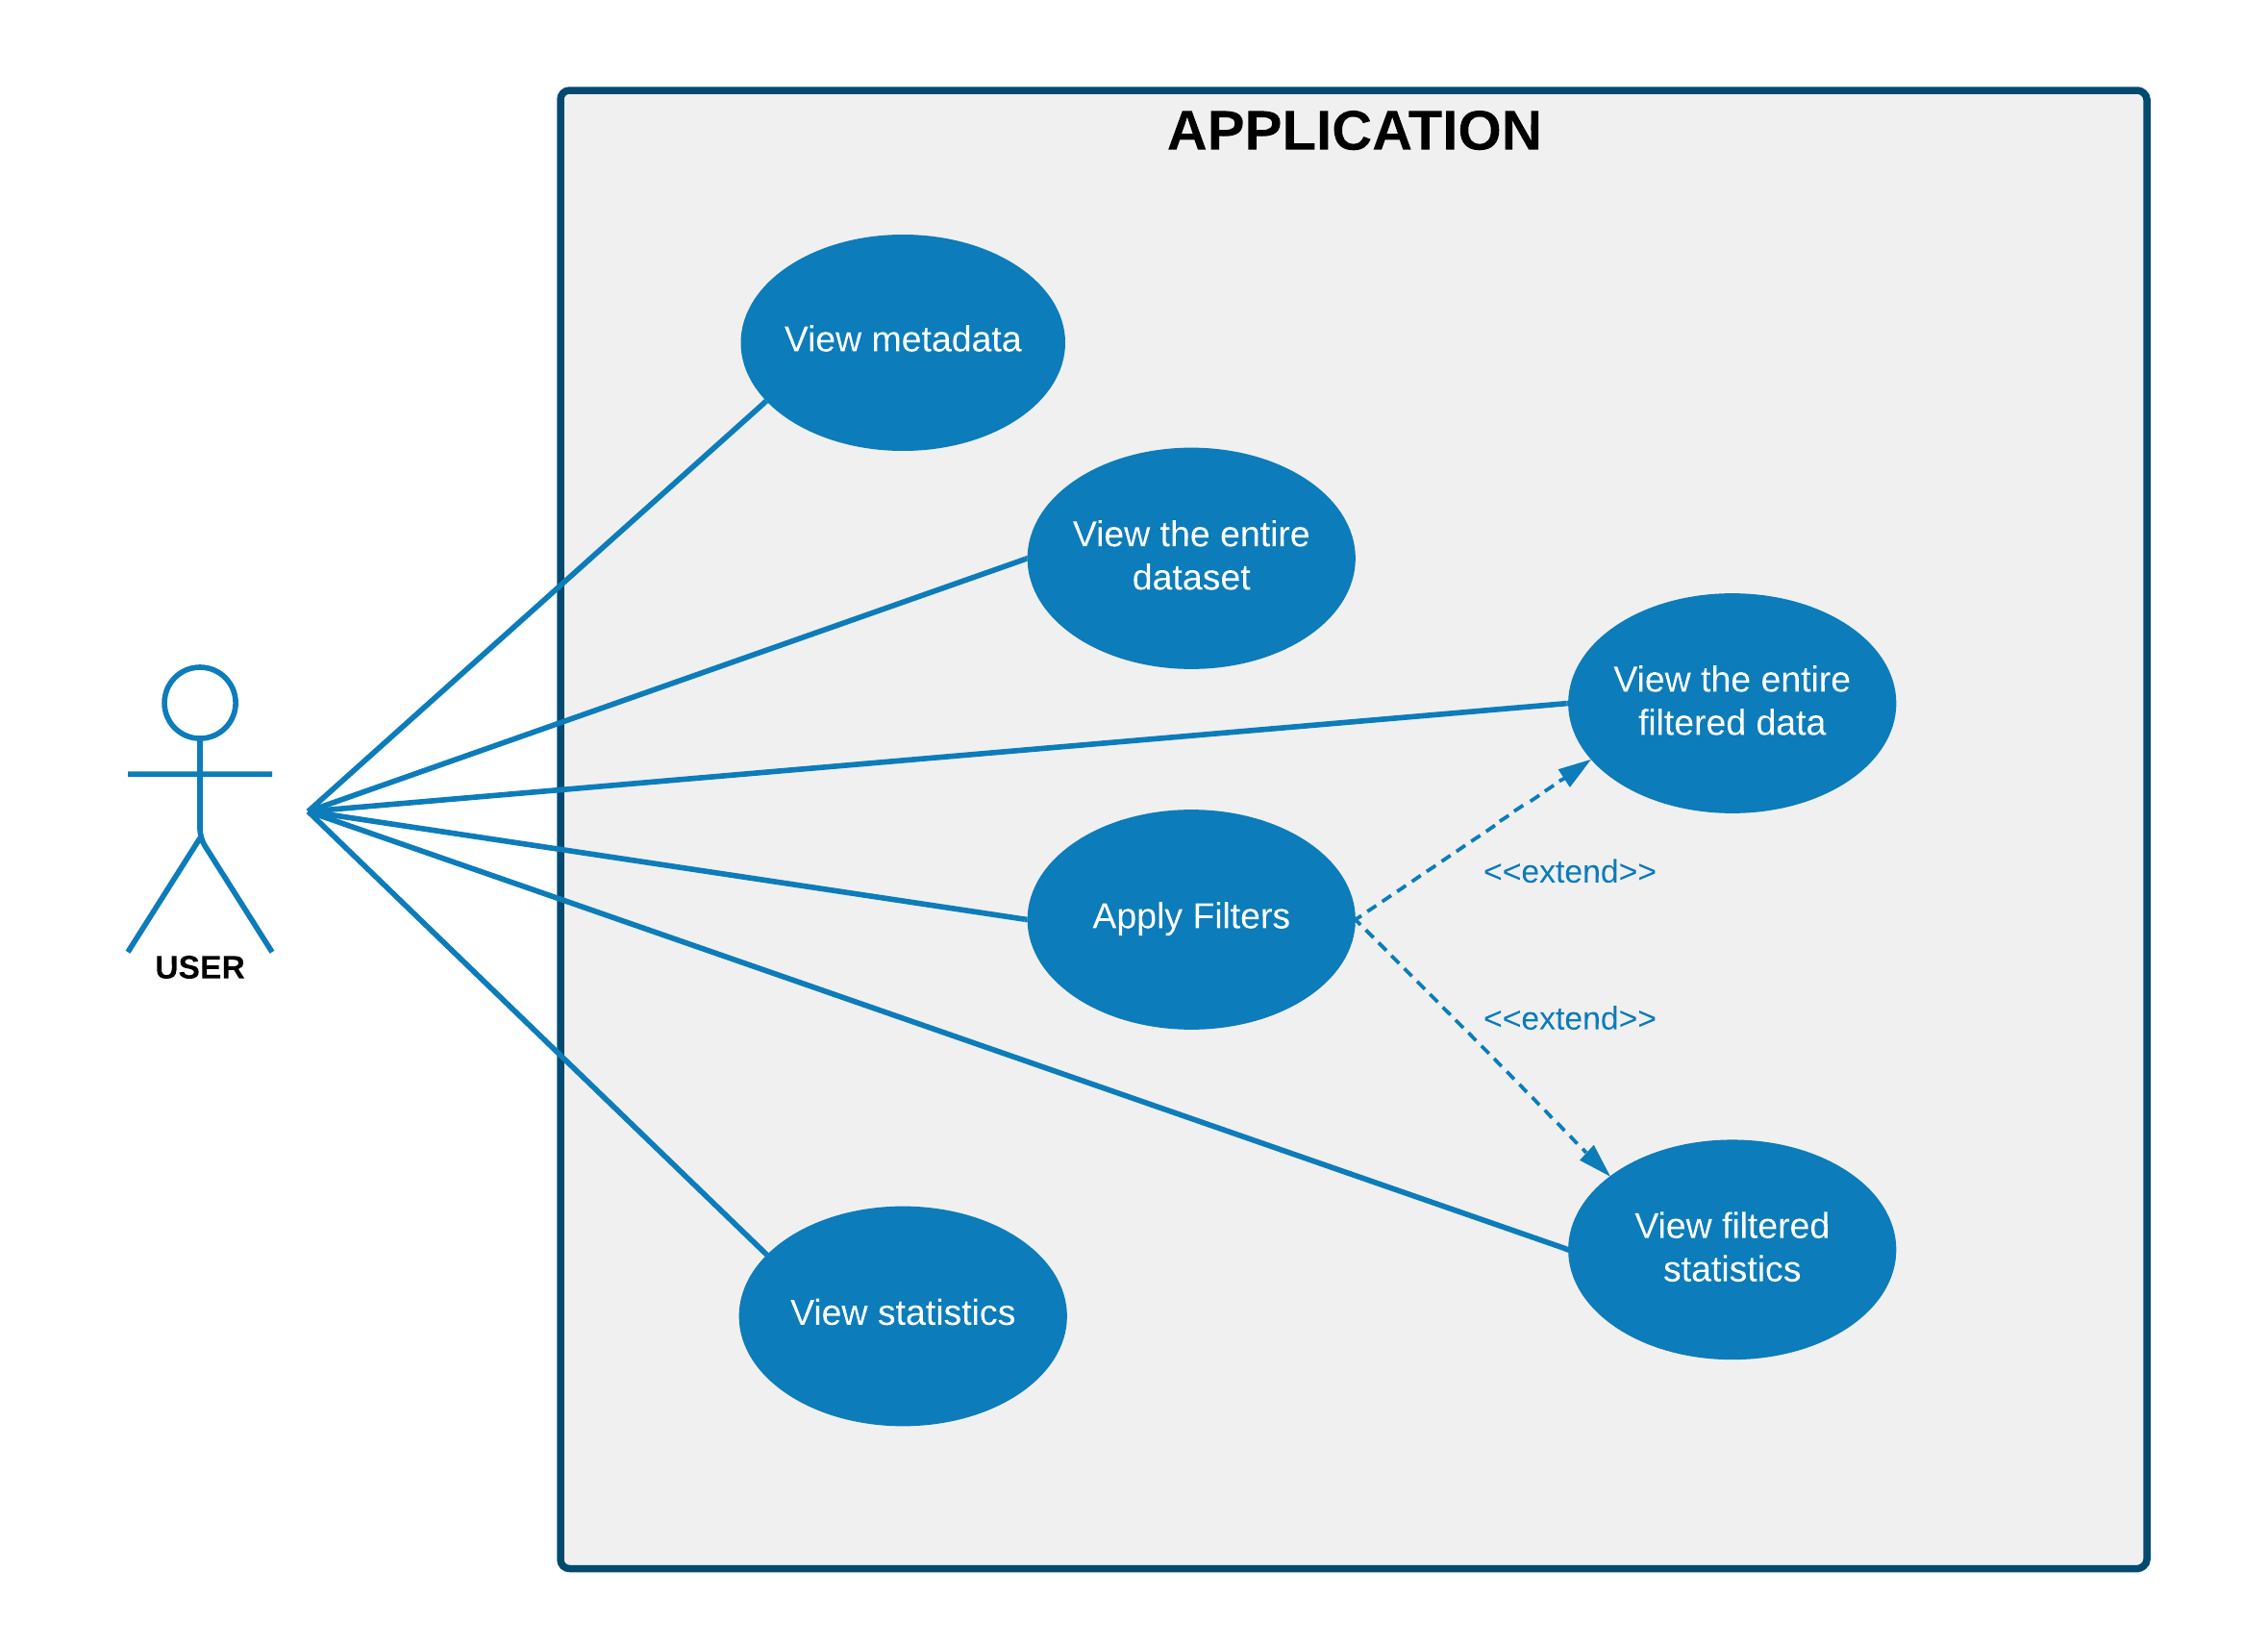 APPLICATION
View metadata
View the entire
dataset
View the entire
filtered data
<<extend>>
Apply Filters
USER
<<extend>>
View filtered
statistics
View statistics